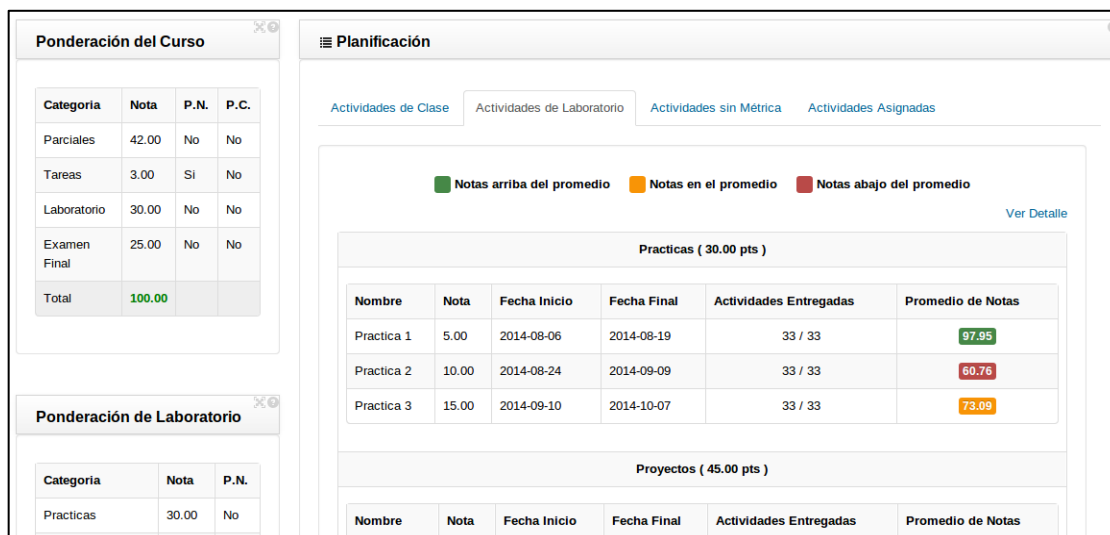 Ponderación del Curso
Categoria Nota P.N. P.C.
Parciales 42.00 No No
Tareas 3.00 Si No
Laboratorio 30.00 No No
Examen Final 25.00 No No
Total 100.00
Ponderación de Laboratorio
Categoria Nota P.N.
Practicas 30.00 No
Planificación
Actividades de Clase Actividades de Laboratorio Actividades sin Métrica Actividades Asignadas
Notas arriba del promedio Notas en el promedio Notas abajo del promedio
Ver Detalle
Practicas ( 30.00 pts )
Nombre Nota Fecha Inicio Fecha Final Actividades Entregadas Promedio de Notas
Practica 1 5.00 2014-08-06 2014-08-19 33 / 33 97.95
Practica 2 10.00 2014-08-24 2014-09-09 33 / 33 60.76
Practica 3 15.00 2014-09-10 2014-10-07 33 / 33 73.09
Proyectos ( 45.00 pts )
Nombre Nota Fecha Inicio Fecha Final Actividades Entregadas Promedio de Notas